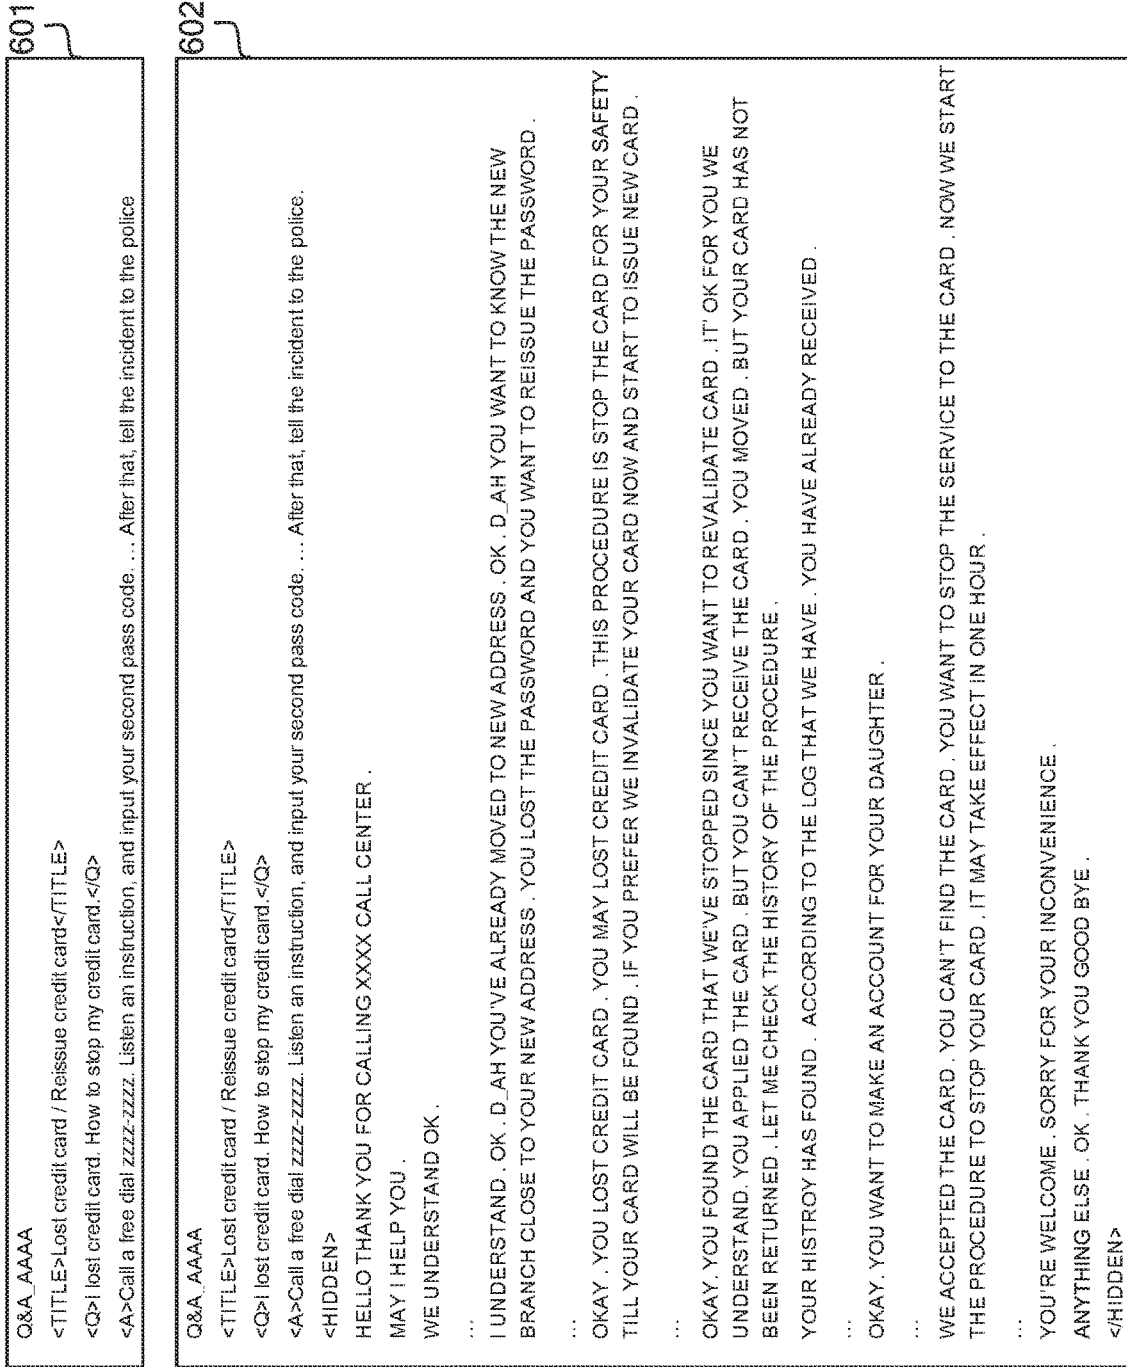 601
Q&A_AAAA
<TITLE>Lost credit card / Reissue credit card</TITLE>
<Q>I lost credit card. How to stop my credit card.</Q>
<A>Call a free dial zzzz-zzzz. Listen an instruction, and input your second pass code. … After that, tell the incident to the police
602
Q&A_AAAA
<TITLE>Lost credit card / Reissue credit card</TITLE>
<Q>I lost credit card. How to stop my credit card.</Q>
<A>Call a free dial zzzz-zzzz. Listen an instruction, and input your second pass code. … After that, tell the incident to the police.
<HIDDEN>
HELLO THANK YOU FOR CALLING XXXX CALL CENTER .
MAY I HELP YOU .
WE UNDERSTAND OK .
…
I UNDERSTAND . OK . D_AH YOU'VE ALREADY MOVED TO NEW ADDRESS . OK . D_AH YOU WANT TO KNOW THE NEW
BRANCH CLOSE TO YOUR NEW ADDRESS . YOU LOST THE PASSWORD AND YOU WANT TO REISSUE THE PASSWORD .
…
OKAY . YOU LOST CREDIT CARD . YOU MAY LOST CREDIT CARD . THIS PROCEDURE IS STOP THE CARD FOR YOUR SAFETY
TILL YOUR CARD WILL BE FOUND . IF YOU PREFER WE INVALIDATE YOUR CARD NOW AND START TO ISSUE NEW CARD .
…
OKAY. YOU FOUND THE CARD THAT WE'VE STOPPED SINCE YOU WANT TO REVALIDATE CARD . IT' OK FOR YOU WE
UNDERSTAND. YOU APPLIED THE CARD . BUT YOU CAN'T RECEIVE THE CARD . YOU MOVED . BUT YOUR CARD HAS NOT
BEEN RETURNED . LET ME CHECK THE HISTORY OF THE PROCEDURE .
YOUR HISTROY HAS FOUND . ACCORDING TO THE LOG THAT WE HAVE . YOU HAVE ALREADY RECEIVED .
…
OKAY. YOU WANT TO MAKE AN ACCOUNT FOR YOUR DAUGHTER.
…
WE ACCEPTED THE CARD . YOU CAN'T FIND THE CARD . YOU WANT TO STOP THE SERVICE TO THE CARD . NOW WE START
THE PROCEDURE TO STOP YOUR CARD . IT MAY TAKE EFFECT IN ONE HOUR .
…
YOU'RE WELCOME . SORRY FOR YOUR INCONVENIENCE .
ANYTHING ELSE . OK . THANK YOU GOOD BYE .
</HIDDEN>